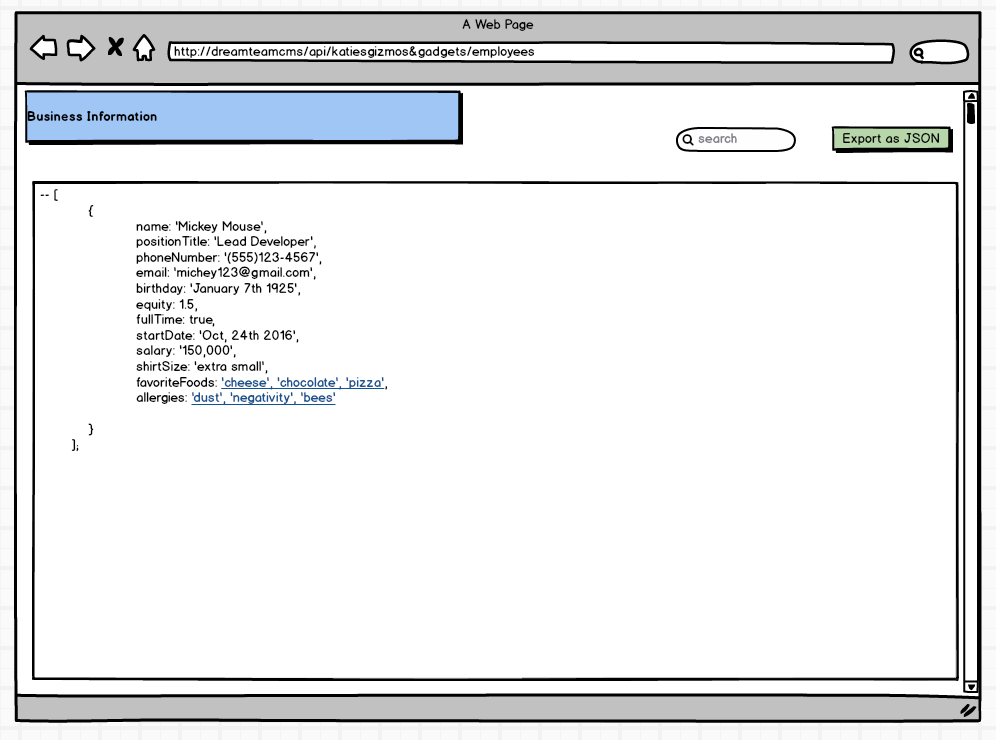 A Web Page
http://dreamteamcms/api/katiesgizmos&gadgets/employees
Business Information
search
Export as JSON
-- [
{
name: 'Mickey Mouse',
positionTitle: 'Lead Developer',
phoneNumber: '(555)123-4567',
email: 'michey123@gmail.com',
birthday: 'January 7th 1925',
equity: 1.5,
fullTime: true,
startDate: 'Oct, 24th 2016',
salary: '150,000',
shirtSize: 'extra small',
favoriteFoods: 'cheese', 'chocolate', 'pizza',
allergies: 'dust', 'negativity', 'bees'
}
];